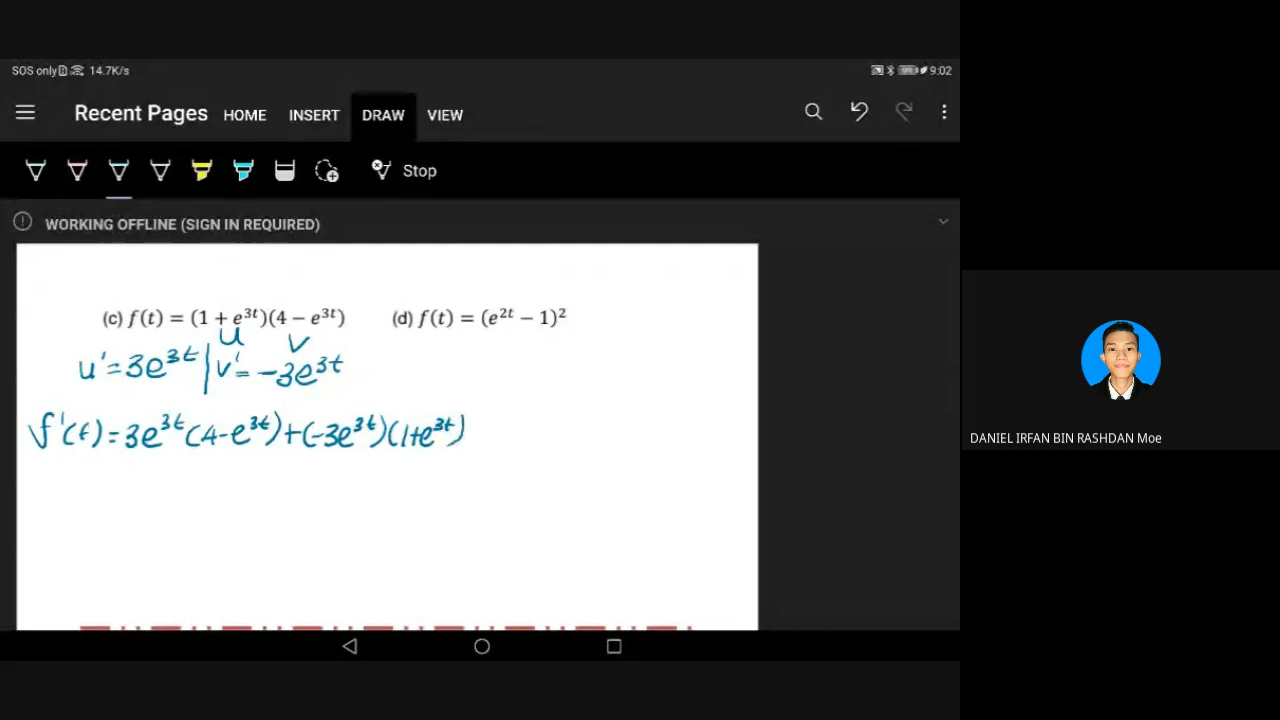 SOS only 14.7K/s 9:02
Recent Pages HOME INSERT DRAW VIEW
Stop
WORKING OFFLINE (SIGN IN REQUIRED)
(c) f(t) = (1 + e^{3t})(4 − e^{3t}) (d) f(t) = (e^{2t} − 1)^2
u v
u' = 3e^{3t} | v' = -3e^{3t}
f'(t) = 3e^{3t}(4-e^{3t})+(-3e^{3t})(1+e^{3t})
DANIEL IRFAN BIN RASHDAN Moe